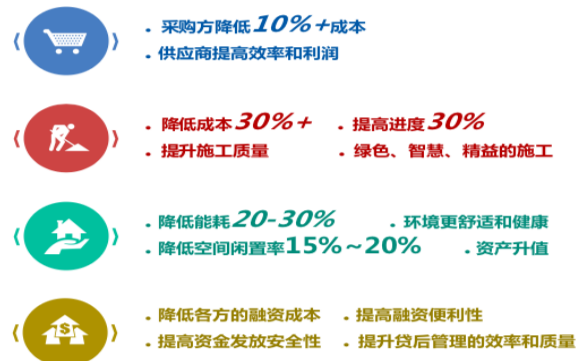 . 采购方降低10%+成本
. 供应商提高效率和利润
. 降低成本30%+ . 提高进度30%
. 提升施工质量 . 绿色、智慧、精益的施工
. 降低能耗20-30% . 环境更舒适和健康
. 降低空间闲置率15%~20% . 资产升值
. 降低各方的融资成本 . 提高融资便利性
. 提高资金发放安全性 . 提升贷后管理的效率和质量
$